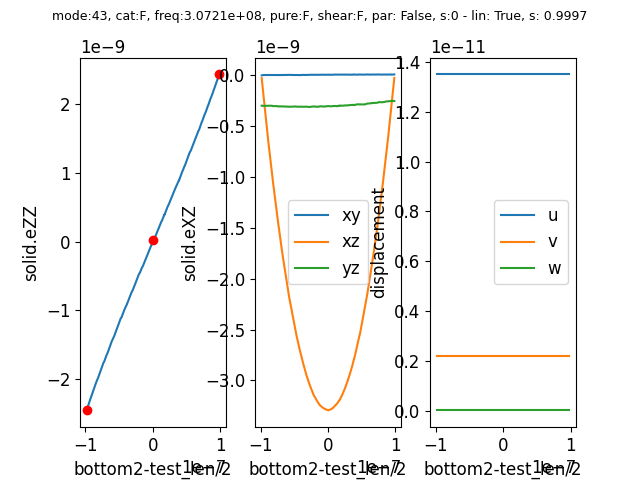 mode:43, cat:F, freq:3.0721e+08, pure:F, shear:F, par: False, s:0 - lin: True, s: 0.9997
1e−9
1e−9
1e−11
solid.eZZ
2
1
0
−1
−2
−1
0
1
1e−7
bottom2-test_len/2
solid.eXZ
0.0
−0.5
−1.0
−1.5
−2.0
−2.5
−3.0
xy
xz
yz
−1
0
1
1e−7
bottom2-test_len/2
displacement
1.4
1.2
1.0
0.8
0.6
0.4
0.2
0.0
u
v
w
−1
0
1
1e−7
bottom2-test_len/2